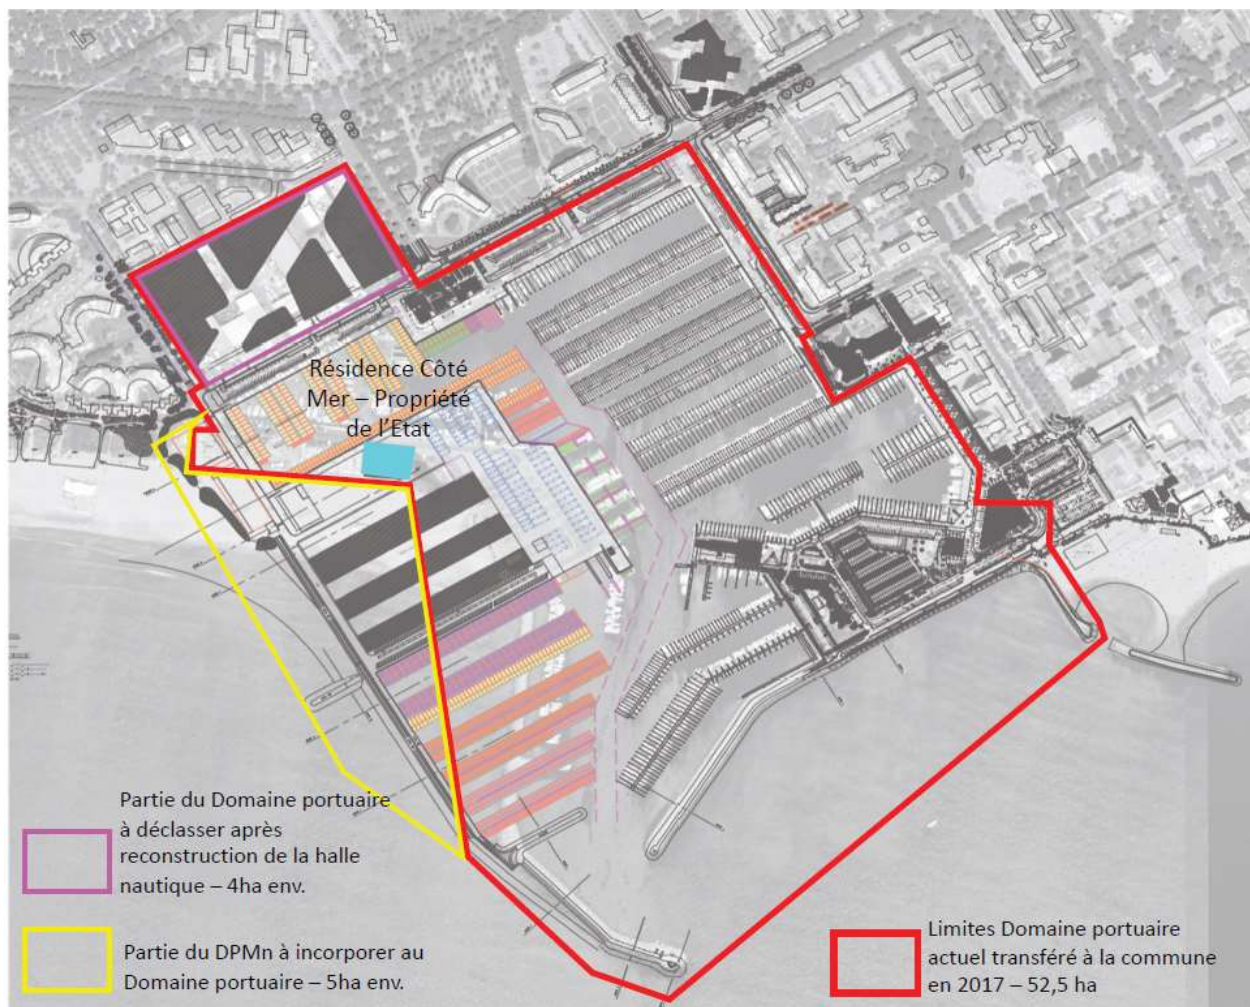 Résidence Côté
Mer – Propriété
de l'Etat
Partie du Domaine portuaire
à déclasser après
reconstruction de la halle
nautique – 4ha env.
Partie du DPMn à incorporer au
Domaine portuaire – 5ha env.
Limites Domaine portuaire
actuel transféré à la commune
en 2017 – 52,5 ha